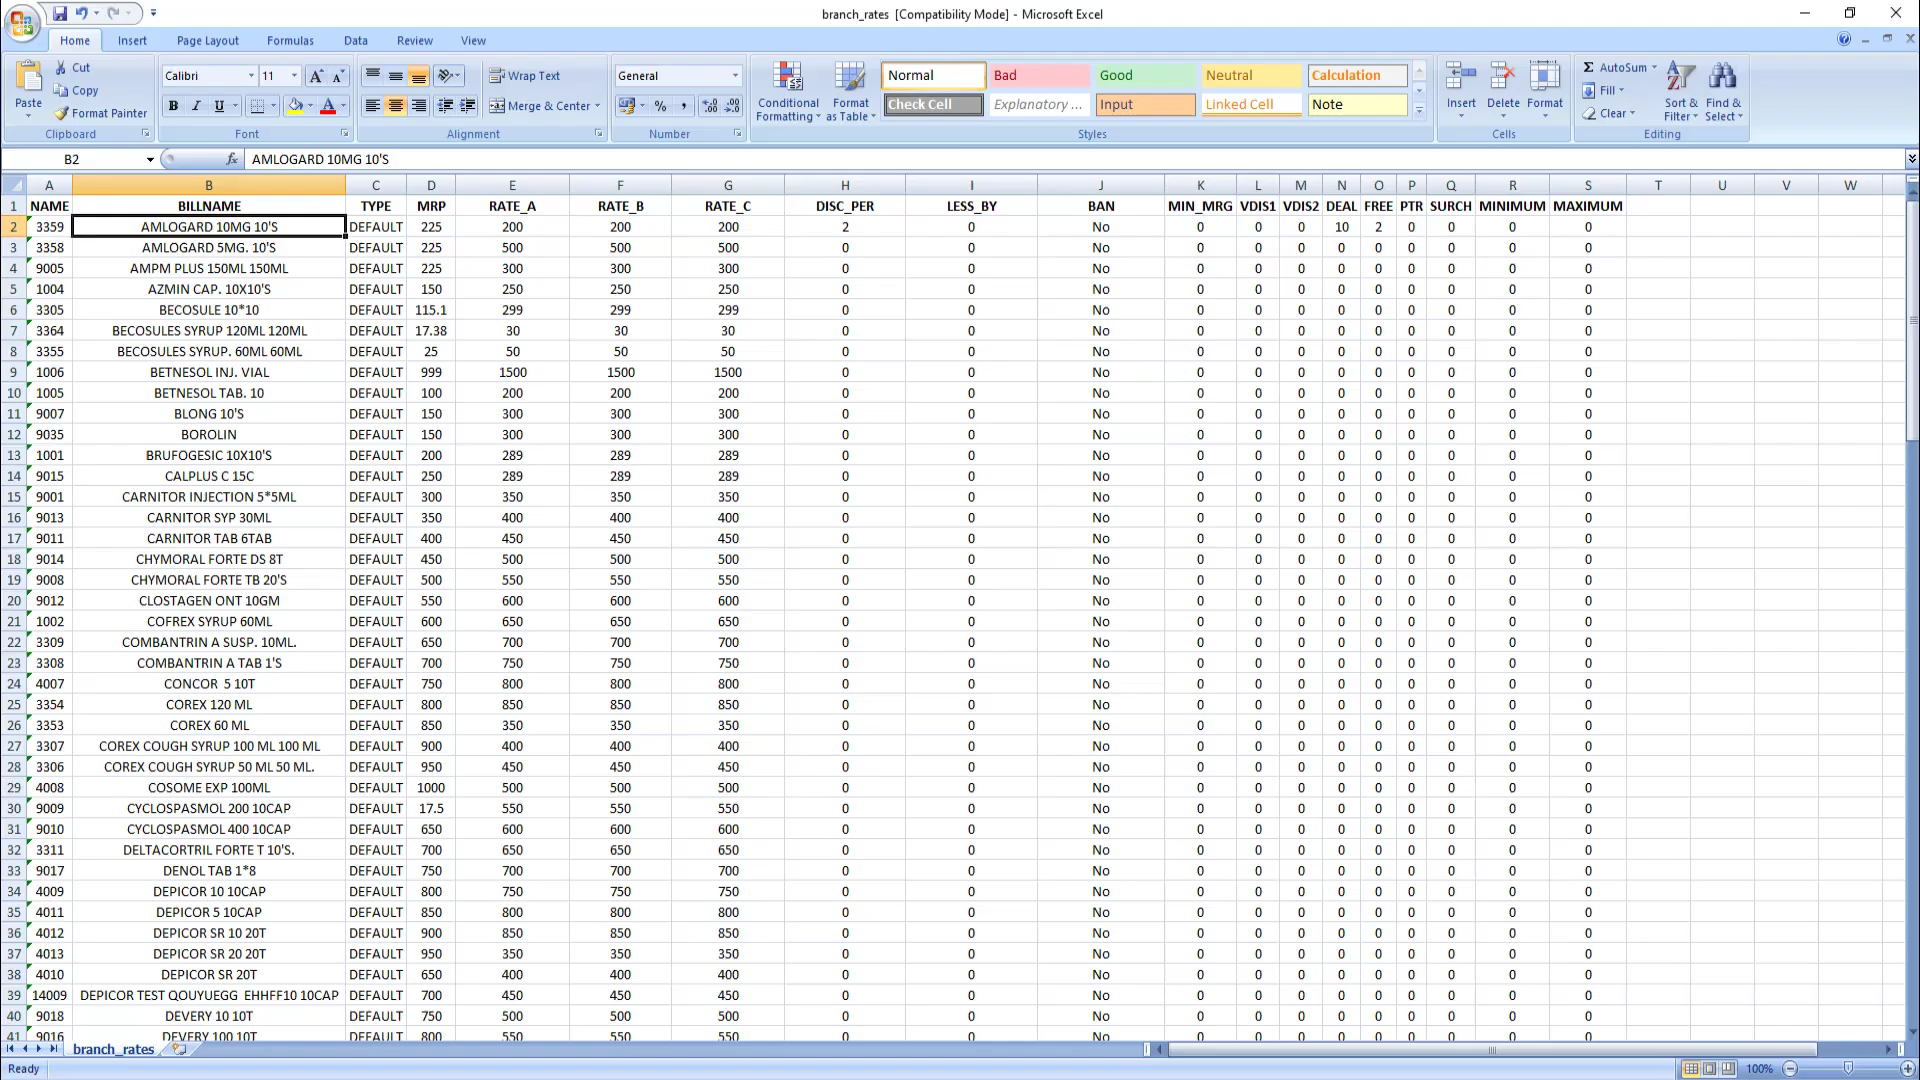 branch_rates [Compatibility Mode] - Microsoft Excel
Home Insert Page Layout Formulas Data Review View
Paste Cut Copy Format Painter Clipboard
Calibri 11 B I U Font
Wrap Text Merge & Center Alignment
General % , Number
Conditional Formatting Format as Table
Normal Bad Good Neutral Calculation
Check Cell Explanatory ... Input Linked Cell Note
Styles
Insert Delete Format Cells
Σ AutoSum Fill Clear Sort & Filter Find & Select Editing
B2 fx AMLOGARD 10MG 10'S
A B C D E F G H I J K L M N O P Q R S T U V W
1 NAME BILLNAME TYPE MRP RATE_A RATE_B RATE_C DISC_PER LESS_BY BAN MIN_MRG VDIS1 VDIS2 DEAL FREE PTR SURCH MINIMUM MAXIMUM
2 3359 AMLOGARD 10MG 10'S DEFAULT 225 200 200 200 2 0 No 0 0 0 10 2 0 0 0 0
3 3358 AMLOGARD 5MG. 10'S DEFAULT 225 500 500 500 0 0 No 0 0 0 0 0 0 0 0 0
4 9005 AMPM PLUS 150ML 150ML DEFAULT 225 300 300 300 0 0 No 0 0 0 0 0 0 0 0 0
5 1004 AZMIN CAP. 10X10'S DEFAULT 150 250 250 250 0 0 No 0 0 0 0 0 0 0 0 0
6 3305 BECOSULE 10*10 DEFAULT 115.1 299 299 299 0 0 No 0 0 0 0 0 0 0 0 0
7 3364 BECOSULES SYRUP 120ML 120ML DEFAULT 17.38 30 30 30 0 0 No 0 0 0 0 0 0 0 0 0
8 3355 BECOSULES SYRUP. 60ML 60ML DEFAULT 25 50 50 50 0 0 No 0 0 0 0 0 0 0 0 0
9 1006 BETNESOL INJ. VIAL DEFAULT 999 1500 1500 1500 0 0 No 0 0 0 0 0 0 0 0 0
10 1005 BETNESOL TAB. 10 DEFAULT 100 200 200 200 0 0 No 0 0 0 0 0 0 0 0 0
11 9007 BLONG 10'S DEFAULT 150 300 300 300 0 0 No 0 0 0 0 0 0 0 0 0
12 9035 BOROLIN DEFAULT 150 300 300 300 0 0 No 0 0 0 0 0 0 0 0 0
13 1001 BRUFOGESIC 10X10'S DEFAULT 200 289 289 289 0 0 No 0 0 0 0 0 0 0 0 0
14 9015 CALPLUS C 15C DEFAULT 250 289 289 289 0 0 No 0 0 0 0 0 0 0 0 0
15 9001 CARNITOR INJECTION 5*5ML DEFAULT 300 350 350 350 0 0 No 0 0 0 0 0 0 0 0 0
16 9013 CARNITOR SYP 30ML DEFAULT 350 400 400 400 0 0 No 0 0 0 0 0 0 0 0 0
17 9011 CARNITOR TAB 6TAB DEFAULT 400 450 450 450 0 0 No 0 0 0 0 0 0 0 0 0
18 9014 CHYMORAL FORTE DS 8T DEFAULT 450 500 500 500 0 0 No 0 0 0 0 0 0 0 0 0
19 9008 CHYMORAL FORTE TB 20'S DEFAULT 500 550 550 550 0 0 No 0 0 0 0 0 0 0 0 0
20 9012 CLOSTAGEN ONT 10GM DEFAULT 550 600 600 600 0 0 No 0 0 0 0 0 0 0 0 0
21 1002 COFREX SYRUP 60ML DEFAULT 600 650 650 650 0 0 No 0 0 0 0 0 0 0 0 0
22 3309 COMBANTRIN A SUSP. 10ML. DEFAULT 650 700 700 700 0 0 No 0 0 0 0 0 0 0 0 0
23 3308 COMBANTRIN A TAB 1'S DEFAULT 700 750 750 750 0 0 No 0 0 0 0 0 0 0 0 0
24 4007 CONCOR 5 10T DEFAULT 750 800 800 800 0 0 No 0 0 0 0 0 0 0 0 0
25 3354 COREX 120 ML DEFAULT 800 850 850 850 0 0 No 0 0 0 0 0 0 0 0 0
26 3353 COREX 60 ML DEFAULT 850 350 350 350 0 0 No 0 0 0 0 0 0 0 0 0
27 3307 COREX COUGH SYRUP 100 ML 100 ML DEFAULT 900 400 400 400 0 0 No 0 0 0 0 0 0 0 0 0
28 3306 COREX COUGH SYRUP 50 ML 50 ML. DEFAULT 950 450 450 450 0 0 No 0 0 0 0 0 0 0 0 0
29 4008 COSOME EXP 100ML DEFAULT 1000 500 500 500 0 0 No 0 0 0 0 0 0 0 0 0
30 9009 CYCLOSPASMOL 200 10CAP DEFAULT 17.5 550 550 550 0 0 No 0 0 0 0 0 0 0 0 0
31 9010 CYCLOSPASMOL 400 10CAP DEFAULT 650 600 600 600 0 0 No 0 0 0 0 0 0 0 0 0
32 3311 DELTACORTRIL FORTE T 10'S. DEFAULT 700 650 650 650 0 0 No 0 0 0 0 0 0 0 0 0
33 9017 DENOL TAB 1*8 DEFAULT 750 700 700 700 0 0 No 0 0 0 0 0 0 0 0 0
34 4009 DEPICOR 10 10CAP DEFAULT 800 750 750 750 0 0 No 0 0 0 0 0 0 0 0 0
35 4011 DEPICOR 5 10CAP DEFAULT 850 800 800 800 0 0 No 0 0 0 0 0 0 0 0 0
36 4012 DEPICOR SR 10 20T DEFAULT 900 850 850 850 0 0 No 0 0 0 0 0 0 0 0 0
37 4013 DEPICOR SR 20 20T DEFAULT 950 350 350 350 0 0 No 0 0 0 0 0 0 0 0 0
38 4010 DEPICOR SR 20T DEFAULT 650 400 400 400 0 0 No 0 0 0 0 0 0 0 0 0
39 14009 DEPICOR TEST QOUYUEGG EHHFF10 10CAP DEFAULT 700 450 450 450 0 0 No 0 0 0 0 0 0 0 0 0
40 9018 DEVERY 10 10T DEFAULT 750 500 500 500 0 0 No 0 0 0 0 0 0 0 0 0
41 9016 DEVERY 100 10T DEFAULT 800 550 550 550 0 0 No 0 0 0 0 0 0 0 0 0
branch_rates
Ready 100%